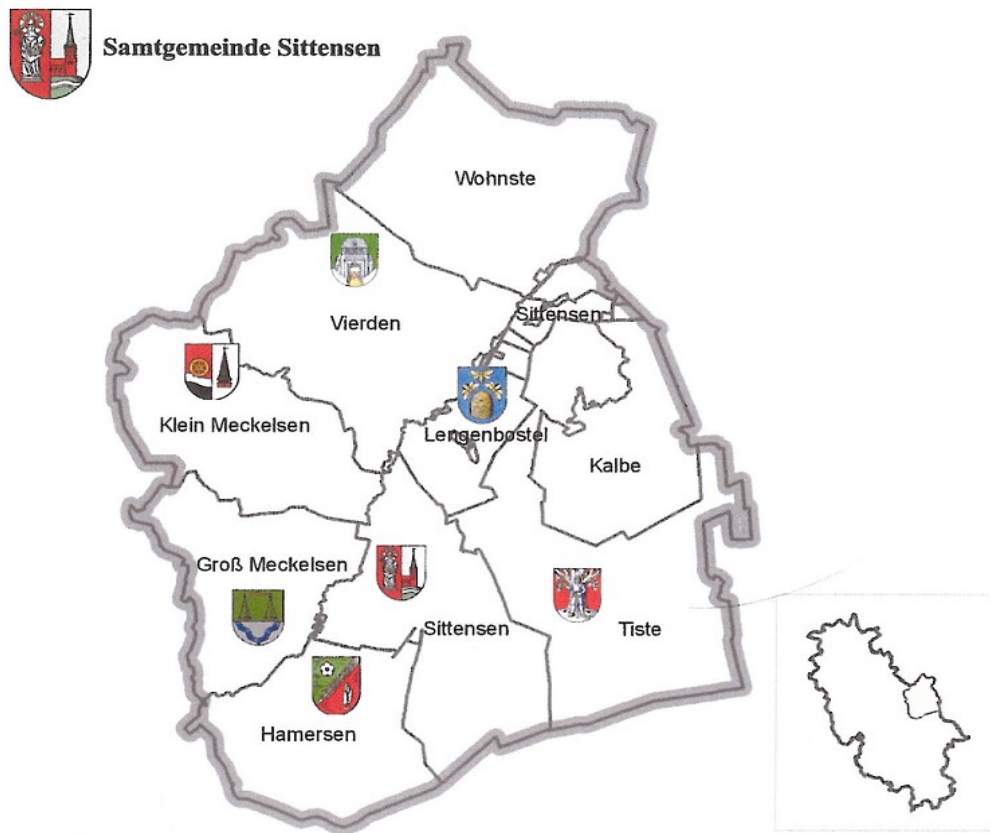 Samtgemeinde Sittensen
Wohnste
Sittensen
Vierden
Klein Meckelsen
Lengenbostel
Kalbe
Groß Meckelsen
Sittensen
Tiste
Hamersen